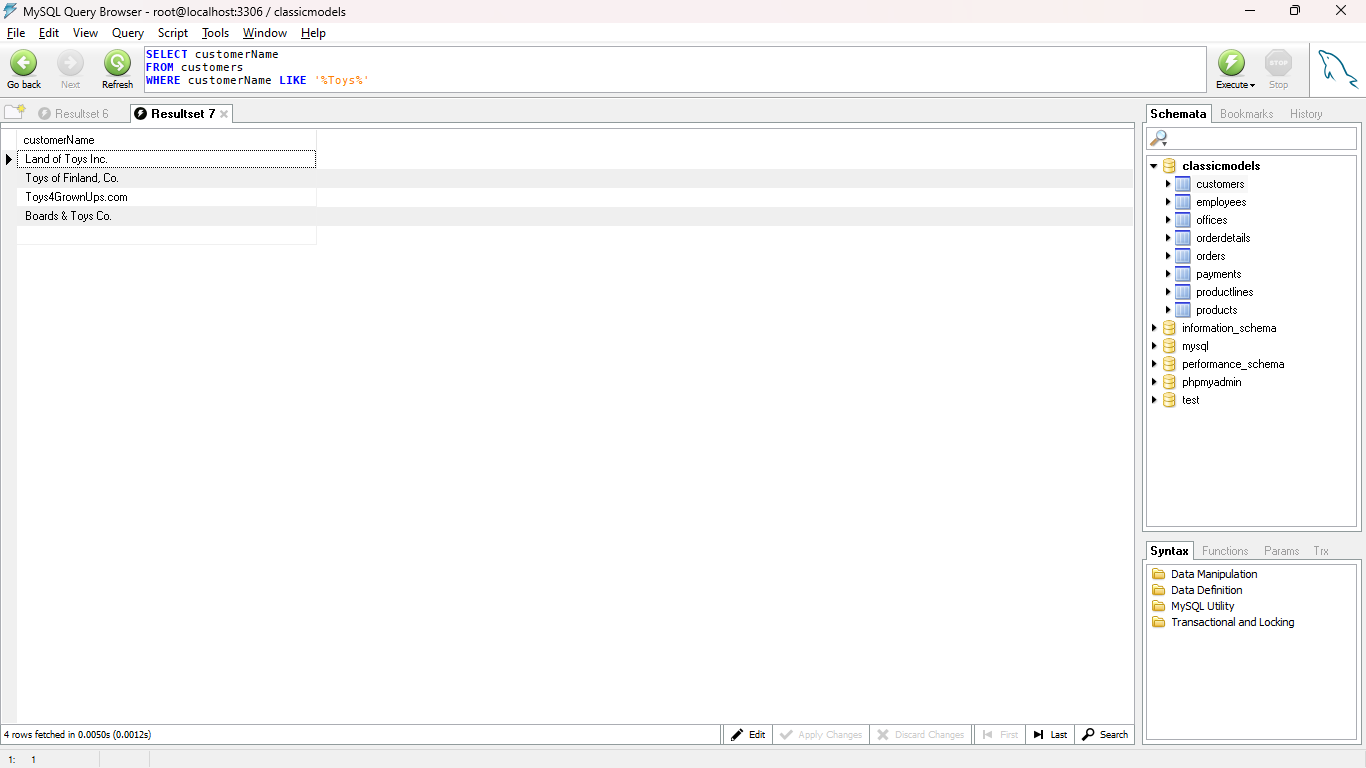 MySQL Query Browser - root@localhost:3306 / classicmodels
File Edit View Query Script Tools Window Help
Go back Next Refresh
SELECT customerName
FROM customers
WHERE customerName LIKE '%Toys%'
Execute STOP Stop
Resultset 6 Resultset 7
customerName
Land of Toys Inc.
Toys of Finland, Co.
Toys4GrownUps.com
Boards & Toys Co.
4 rows fetched in 0.0050s (0.0012s)
Edit Apply Changes Discard Changes First Last Search
1: 1
Schemata Bookmarks History
classicmodels
customers
employees
offices
orderdetails
orders
payments
productlines
products
information_schema
mysql
performance_schema
phpmyadmin
test
Syntax Functions Params Trx
Data Manipulation
Data Definition
MySQL Utility
Transactional and Locking